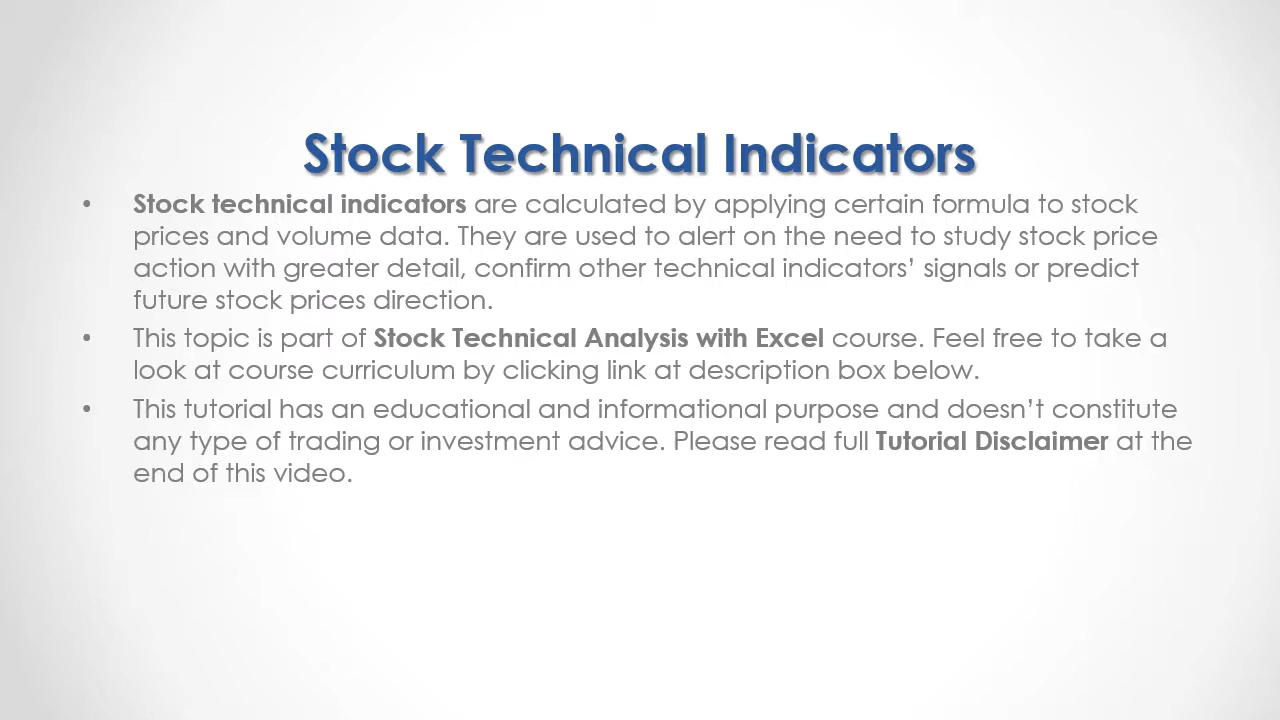 Stock Technical Indicators
• Stock technical indicators are calculated by applying certain formula to stock
prices and volume data. They are used to alert on the need to study stock price
action with greater detail, confirm other technical indicators’ signals or predict
future stock prices direction.
• This topic is part of Stock Technical Analysis with Excel course. Feel free to take a
look at course curriculum by clicking link at description box below.
• This tutorial has an educational and informational purpose and doesn’t constitute
any type of trading or investment advice. Please read full Tutorial Disclaimer at the
end of this video.